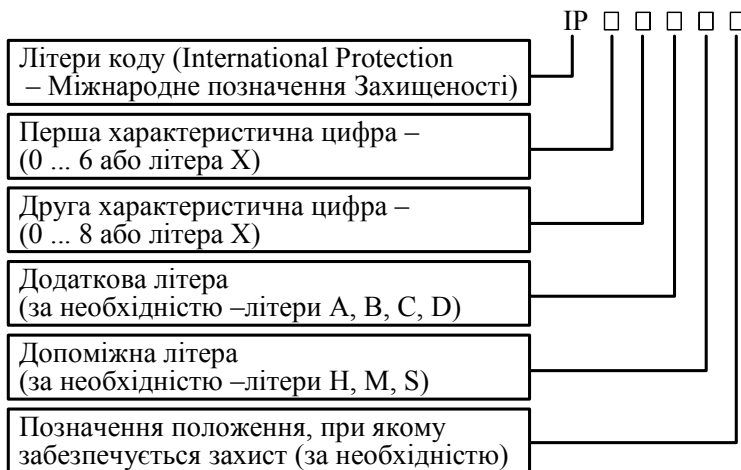 IP □ □ □ □ □
Літери коду (International Protection
– Міжнародне позначення Захищеності)
Перша характеристична цифра –
(0 ... 6 або літера X)
Друга характеристична цифра –
(0 ... 8 або літера X)
Додаткова літера
(за необхідністю –літери A, B, C, D)
Допоміжна літера
(за необхідністю –літери H, M, S)
Позначення положення, при якому
забезпечується захист (за необхідністю)